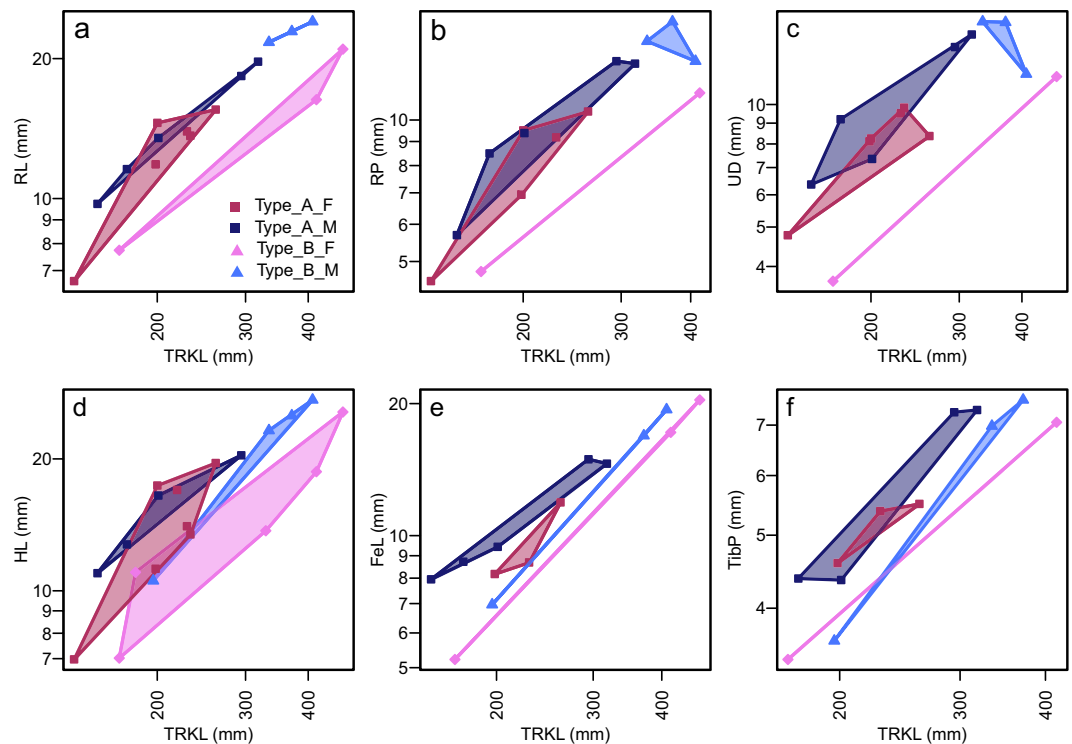 a
20
10
9
8
7
RL (mm)
200
300
400
TRKL (mm)
Type_A_F
Type_A_M
Type_B_F
Type_B_M
b
10
9
8
7
6
5
RP (mm)
200
300
400
TRKL (mm)
c
10
9
8
7
6
5
4
UD (mm)
200
300
400
TRKL (mm)
d
20
10
9
8
7
HL (mm)
200
300
400
TRKL (mm)
e
20
10
9
8
7
6
5
FeL (mm)
200
300
400
TRKL (mm)
f
7
6
5
4
TibP (mm)
200
300
400
TRKL (mm)